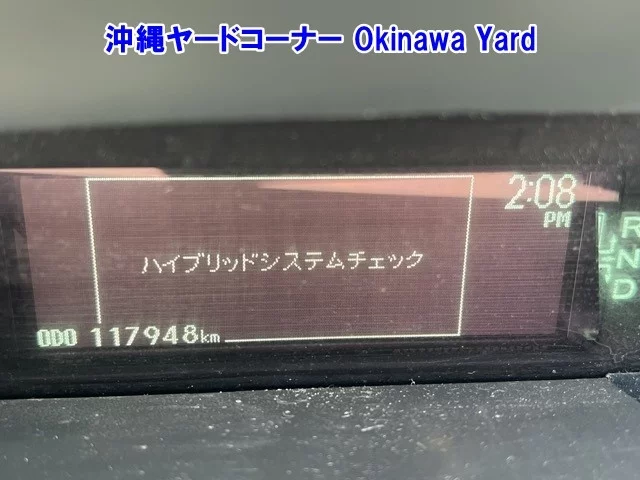 沖縄ヤードコーナー Okinawa Yard
2:08
PM
ハイブリッドシステムチェック
ODO 117948km
R
N
D